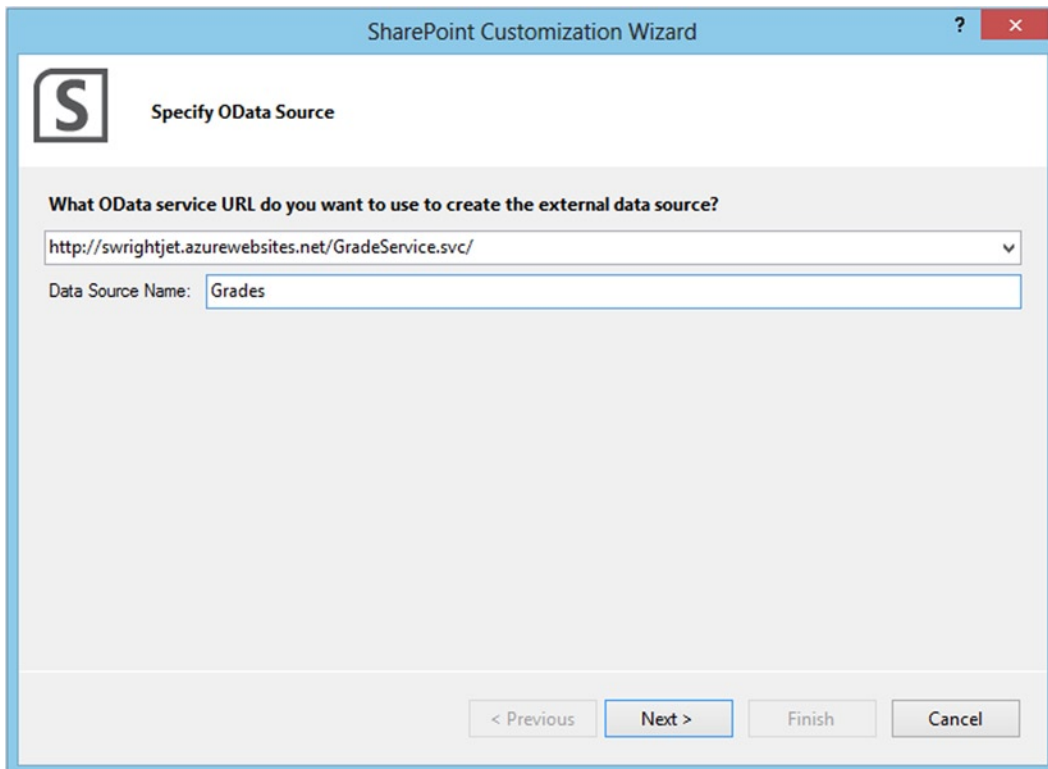 SharePoint Customization Wizard
?
S
Specify OData Source
What OData service URL do you want to use to create the external data source?
http://swrightjet.azurewebsites.net/GradeService.svc/
Data Source Name: Grades
< Previous Next > Finish Cancel